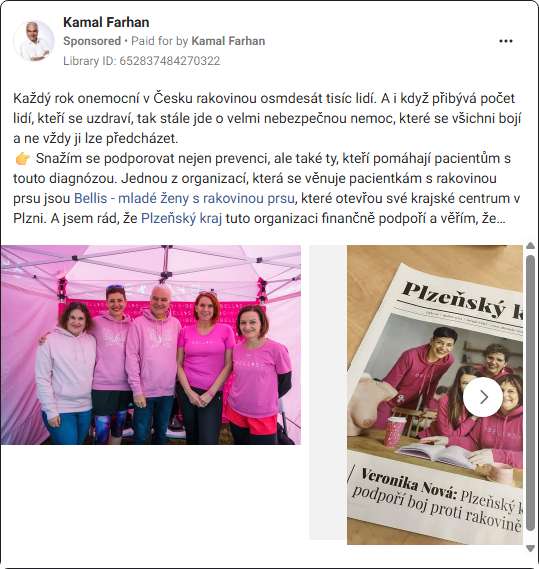 Kamal Farhan
Sponsored • Paid for by Kamal Farhan
Library ID: 652837484270322
Každý rok onemocní v Česku rakovinou osmdesát tisíc lidí. A i když přibývá počet
lidí, kteří se uzdraví, tak stále jde o velmi nebezpečnou nemoc, které se všichni bojí
a ne vždy ji lze předcházet.
👉 Snažím se podporovat nejen prevenci, ale také ty, kteří pomáhají pacientům s
touto diagnózou. Jednou z organizací, která se věnuje pacientkám s rakovinou
prsu jsou Bellis - mladé ženy s rakovinou prsu, které otevřou své krajské centrum v
Plzni. A jsem rád, že Plzeňský kraj tuto organizaci finančně podpoří a věřím, že...
Plzeňský k
Veronika Nová: Plzeňský k
podpoří boj proti rakovině